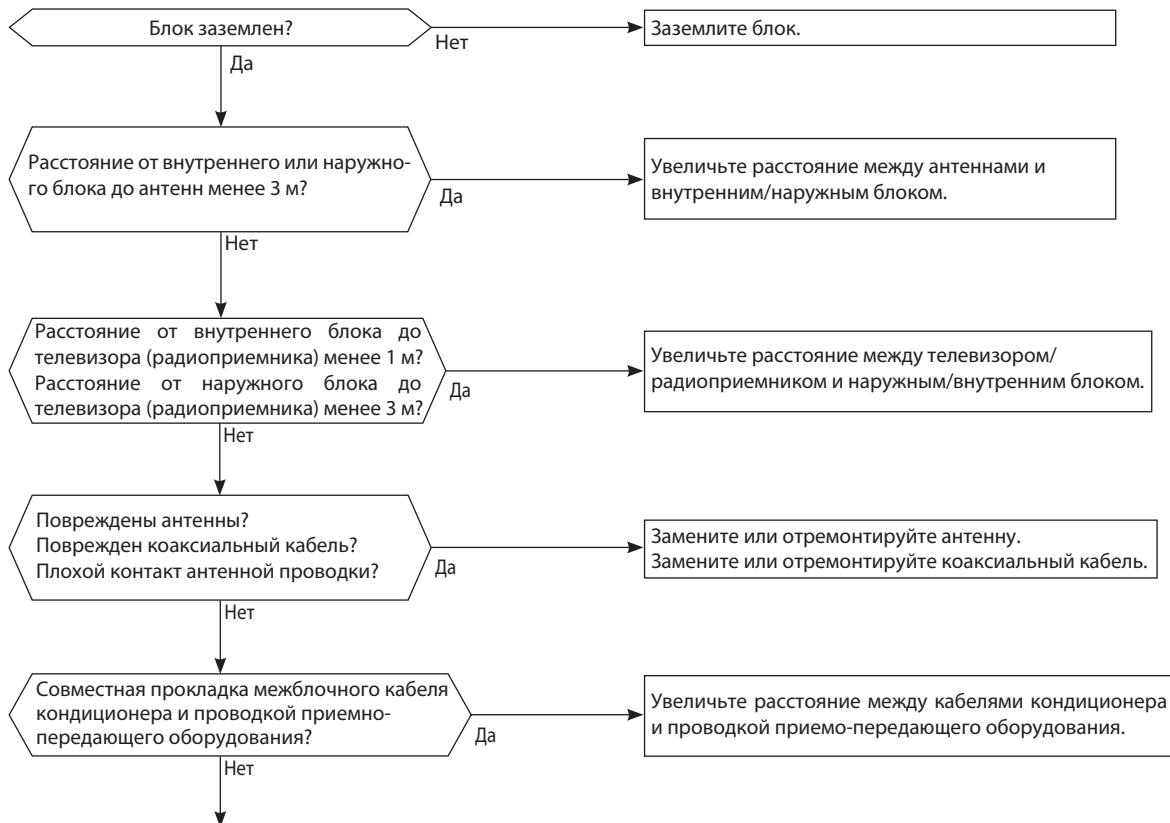 Блок заземлен?
Нет
Заземлите блок.
Да
Расстояние от внутреннего или наружно-
го блока до антенн менее 3 м?
Да
Увеличьте расстояние между антеннами и
внутренним/наружным блоком.
Нет
Расстояние от внутреннего блока до
телевизора (радиоприемника) менее 1 м?
Расстояние от наружного блока до
телевизора (радиоприемника) менее 3 м?
Да
Увеличьте расстояние между телевизором/
радиоприемником и наружным/внутренним блоком.
Нет
Повреждены антенны?
Поврежден коаксиальный кабель?
Плохой контакт антенной проводки?
Да
Замените или отремонтируйте антенну.
Замените или отремонтируйте коаксиальный кабель.
Нет
Совместная прокладка межблочного кабеля
кондиционера и проводкой приемно-
передающего оборудования?
Да
Увеличьте расстояние между кабелями кондиционера
и проводкой приемо-передающего оборудования.
Нет